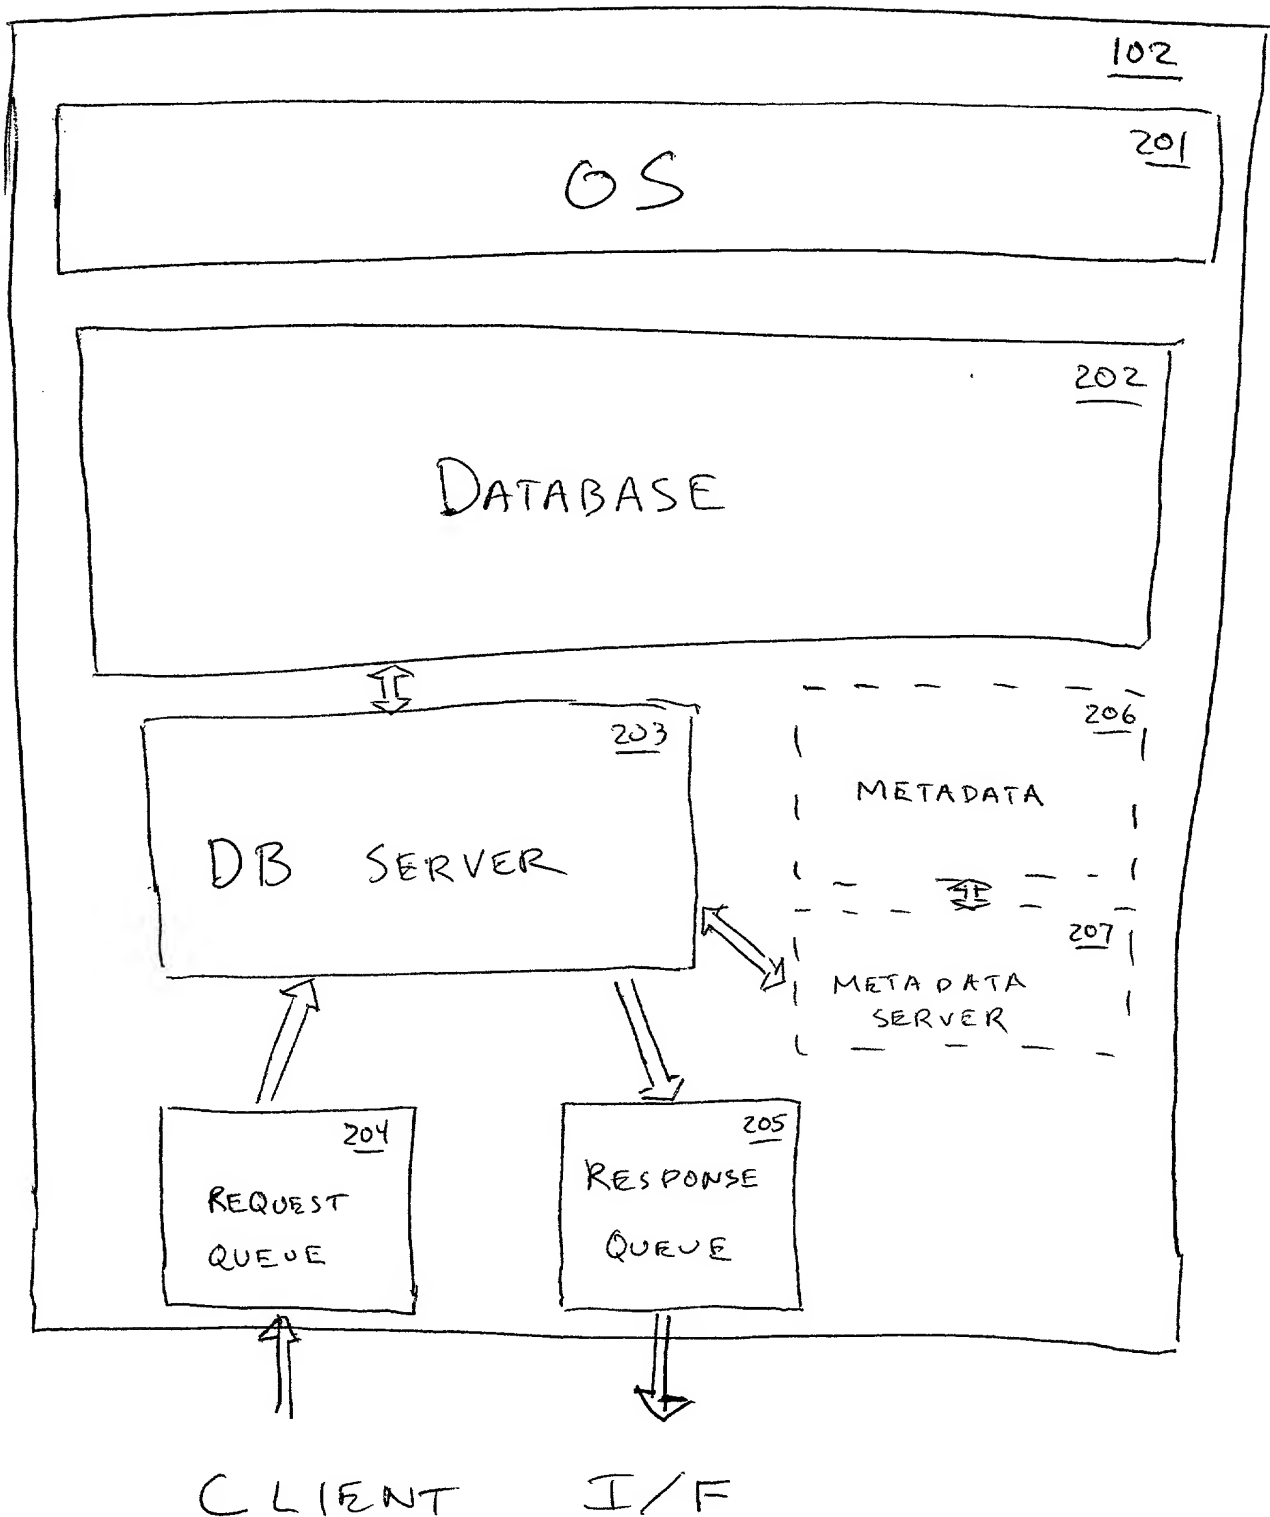 102
201
OS
202
DATABASE
203
DB SERVER
206
METADATA
207
METADATA
SERVER
204
REQUEST
QUEUE
205
RESPONSE
QUEUE
CLIENT I/F